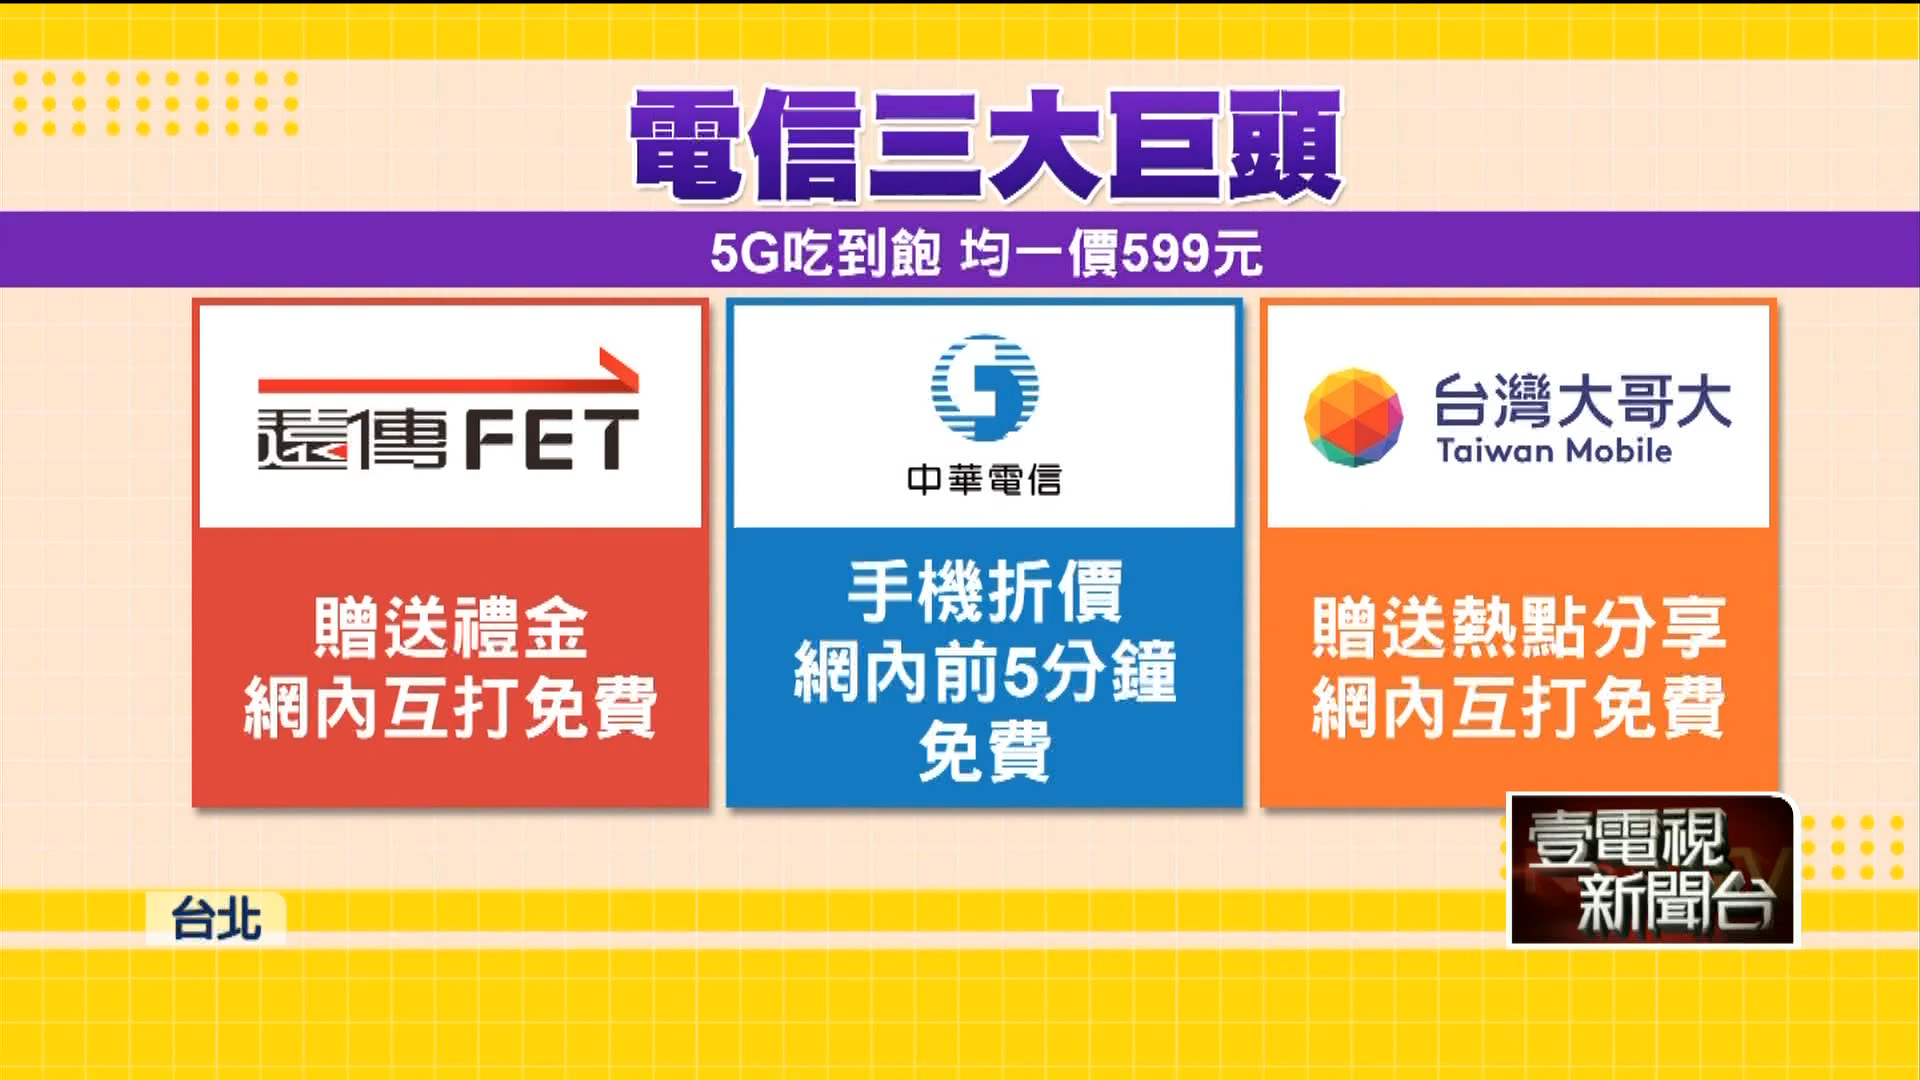 電信三大巨頭
5G吃到飽 均一價599元
遠傳FET
贈送禮金
網內互打免費
中華電信
手機折價
網內前5分鐘
免費
台灣大哥大
Taiwan Mobile
贈送熱點分享
網內互打免費
壹電視
新聞台
台北